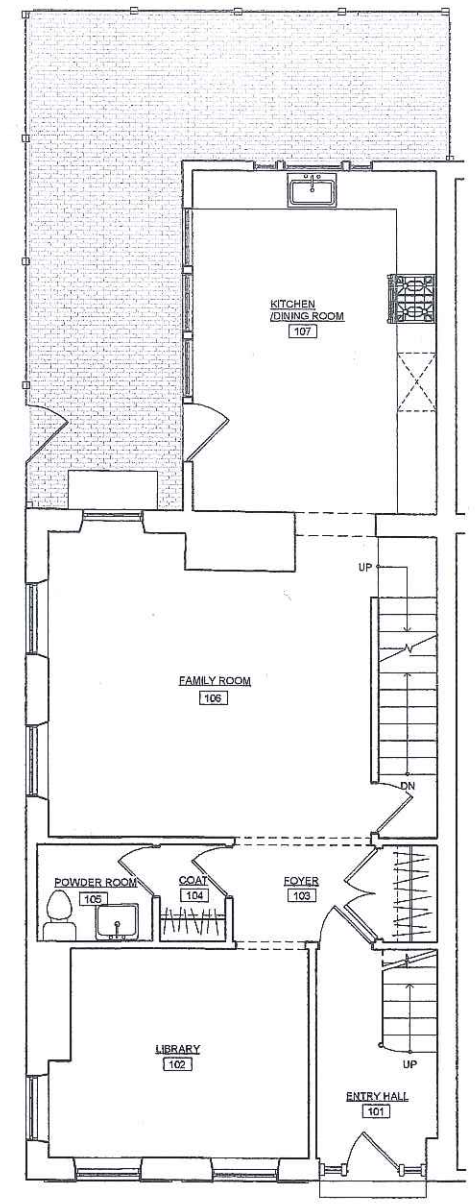 KITCHEN
/DINING ROOM
107
UP
FAMILY ROOM
106
DN
POWDER ROOM
105
COAT
104
FOYER
103
LIBRARY
102
UP
ENTRY HALL
101